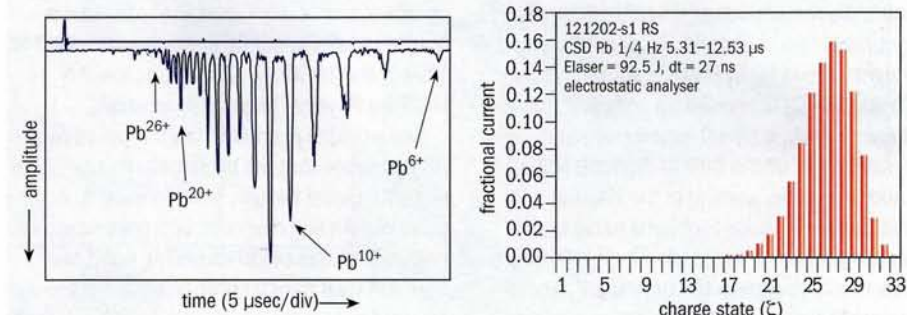 amplitude
Pb26+
Pb20+
Pb10+
Pb6+
time (5 μsec/div)
fractional current
0.18
0.16
0.14
0.12
0.10
0.08
0.06
0.04
0.02
0.00
121202-s1 RS
CSD Pb 1/4 Hz 5.31–12.53 μs
Elaser = 92.5 J, dt = 27 ns
electrostatic analyser
1 5 9 13 17 21 25 29 33
charge state (ζ)